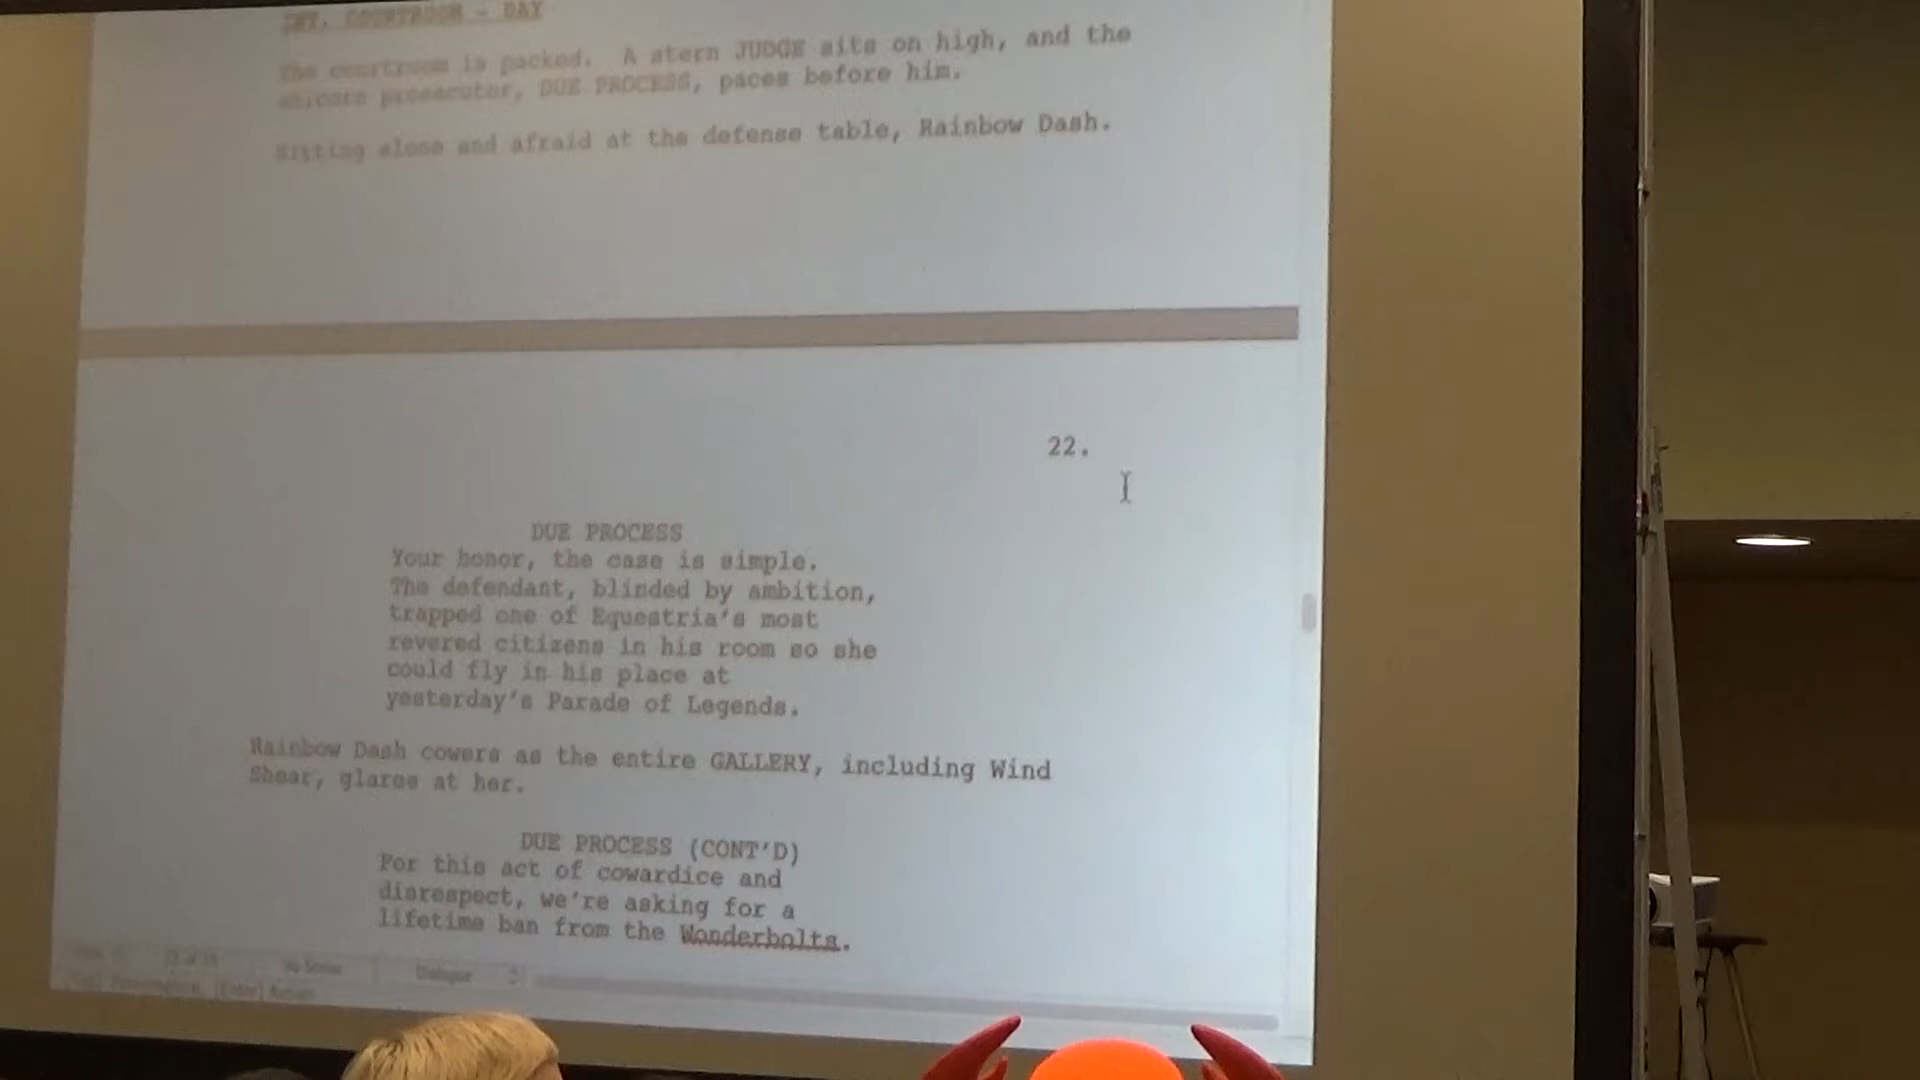 INT. COURTROOM - DAY
The courtroom is packed. A stern JUDGE sits on high, and the
unicorn prosecutor, DUE PROCESS, paces before him.
Sitting alone and afraid at the defense table, Rainbow Dash.
22.
DUE PROCESS
Your honor, the case is simple.
The defendant, blinded by ambition,
trapped one of Equestria's most
revered citizens in his room so she
could fly in his place at
yesterday's Parade of Legends.
Rainbow Dash cowers as the entire GALLERY, including Wind
Shear, glares at her.
DUE PROCESS (CONT'D)
For this act of cowardice and
disrespect, we're asking for a
lifetime ban from the Wonderbolts.
Dialogue